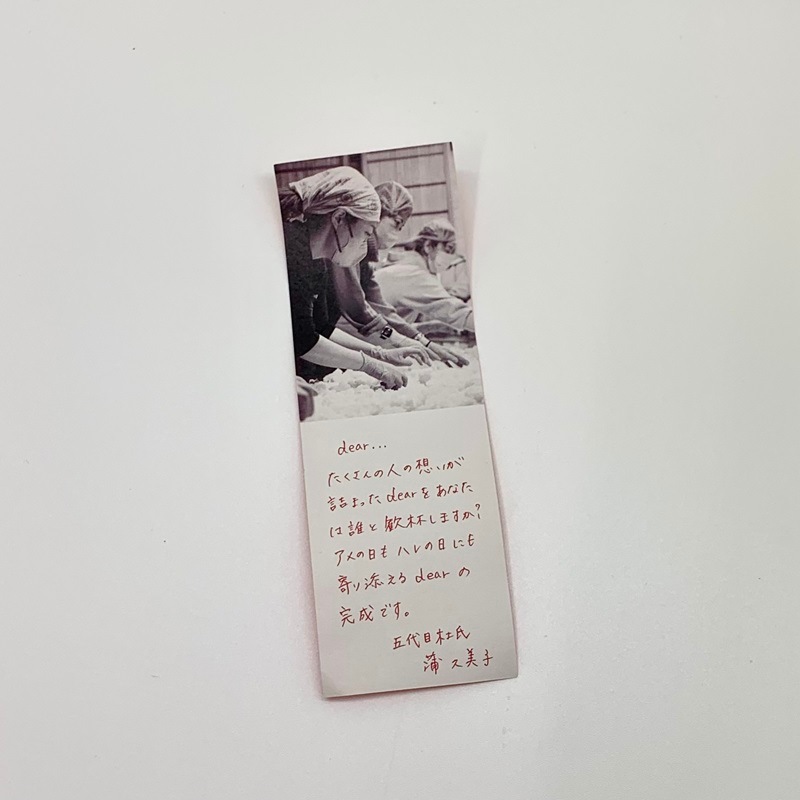 dear...
たくさんの人の想いが
詰まったdearをあなた
は誰と歓杯しますか?
アメの日もハレの日にも
寄り添えるdearの
完成です。
五代目杜氏
蒲久美子